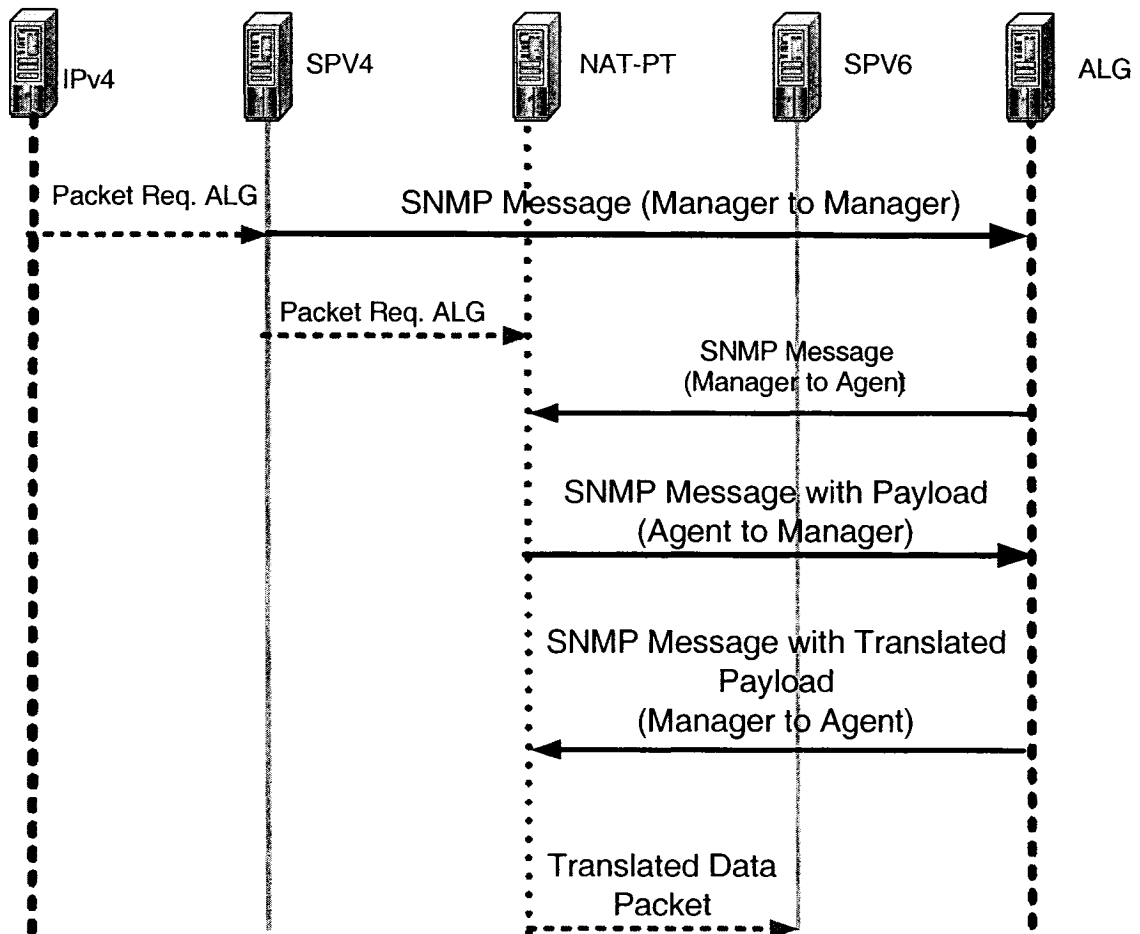 IPv4
SPV4
NAT-PT
SPV6
ALG
Packet Req. ALG
SNMP Message (Manager to Manager)
Packet Req. ALG
SNMP Message
(Manager to Agent)
SNMP Message with Payload
(Agent to Manager)
SNMP Message with Translated
Payload
(Manager to Agent)
Translated Data
Packet